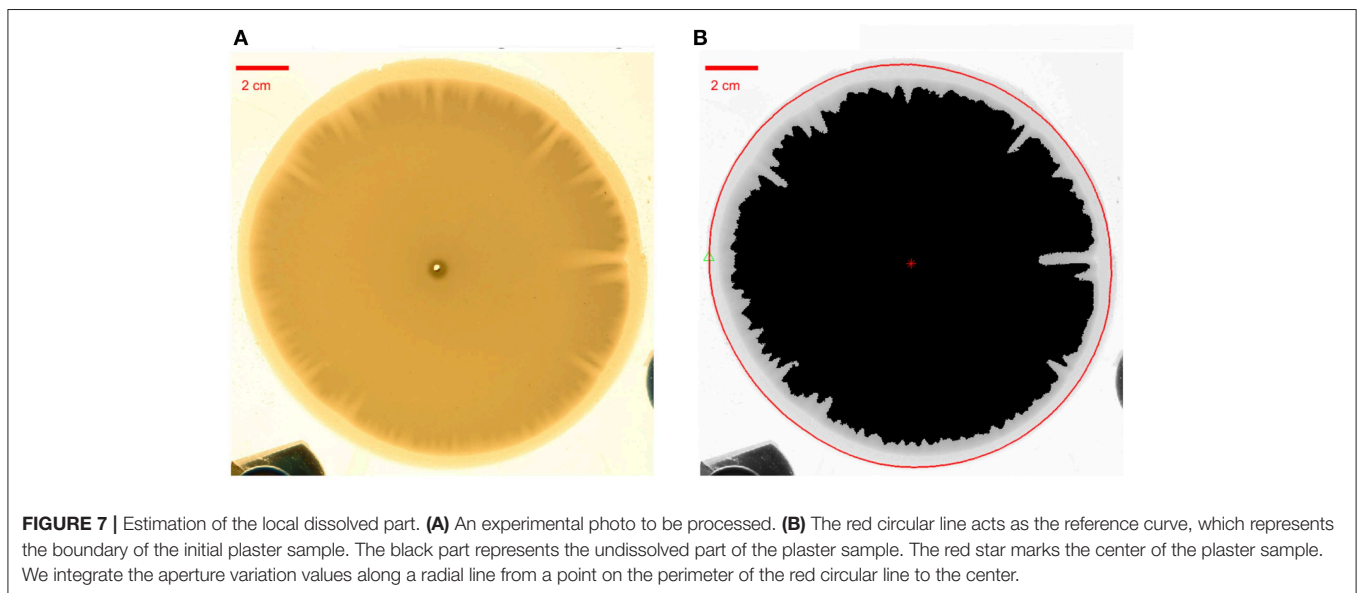 A
B
2 cm
2 cm
FIGURE 7 | Estimation of the local dissolved part. (A) An experimental photo to be processed. (B) The red circular line acts as the reference curve, which represents
the boundary of the initial plaster sample. The black part represents the undissolved part of the plaster sample. The red star marks the center of the plaster sample.
We integrate the aperture variation values along a radial line from a point on the perimeter of the red circular line to the center.